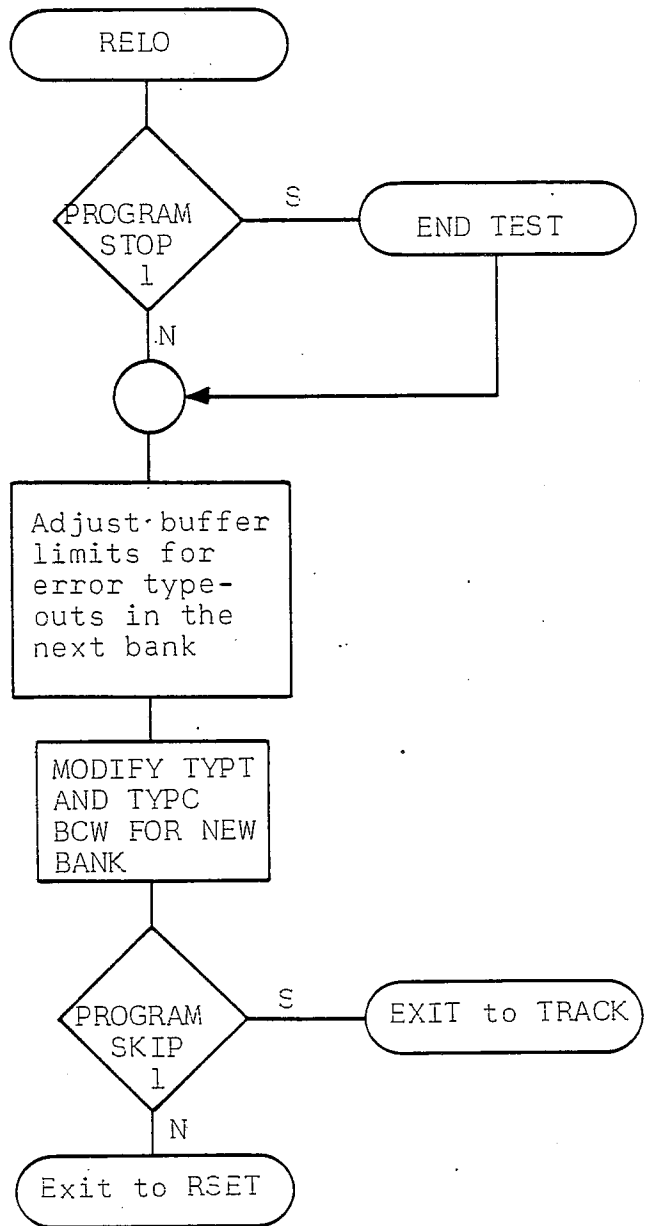 RELO
PROGRAM
STOP
1
S
END TEST
N
Adjust buffer
limits for
error type-
outs in the
next bank
MODIFY TYPT
AND TYPC
BCW FOR NEW
BANK
PROGRAM
SKIP
1
S
EXIT to TRACK
N
Exit to RSET